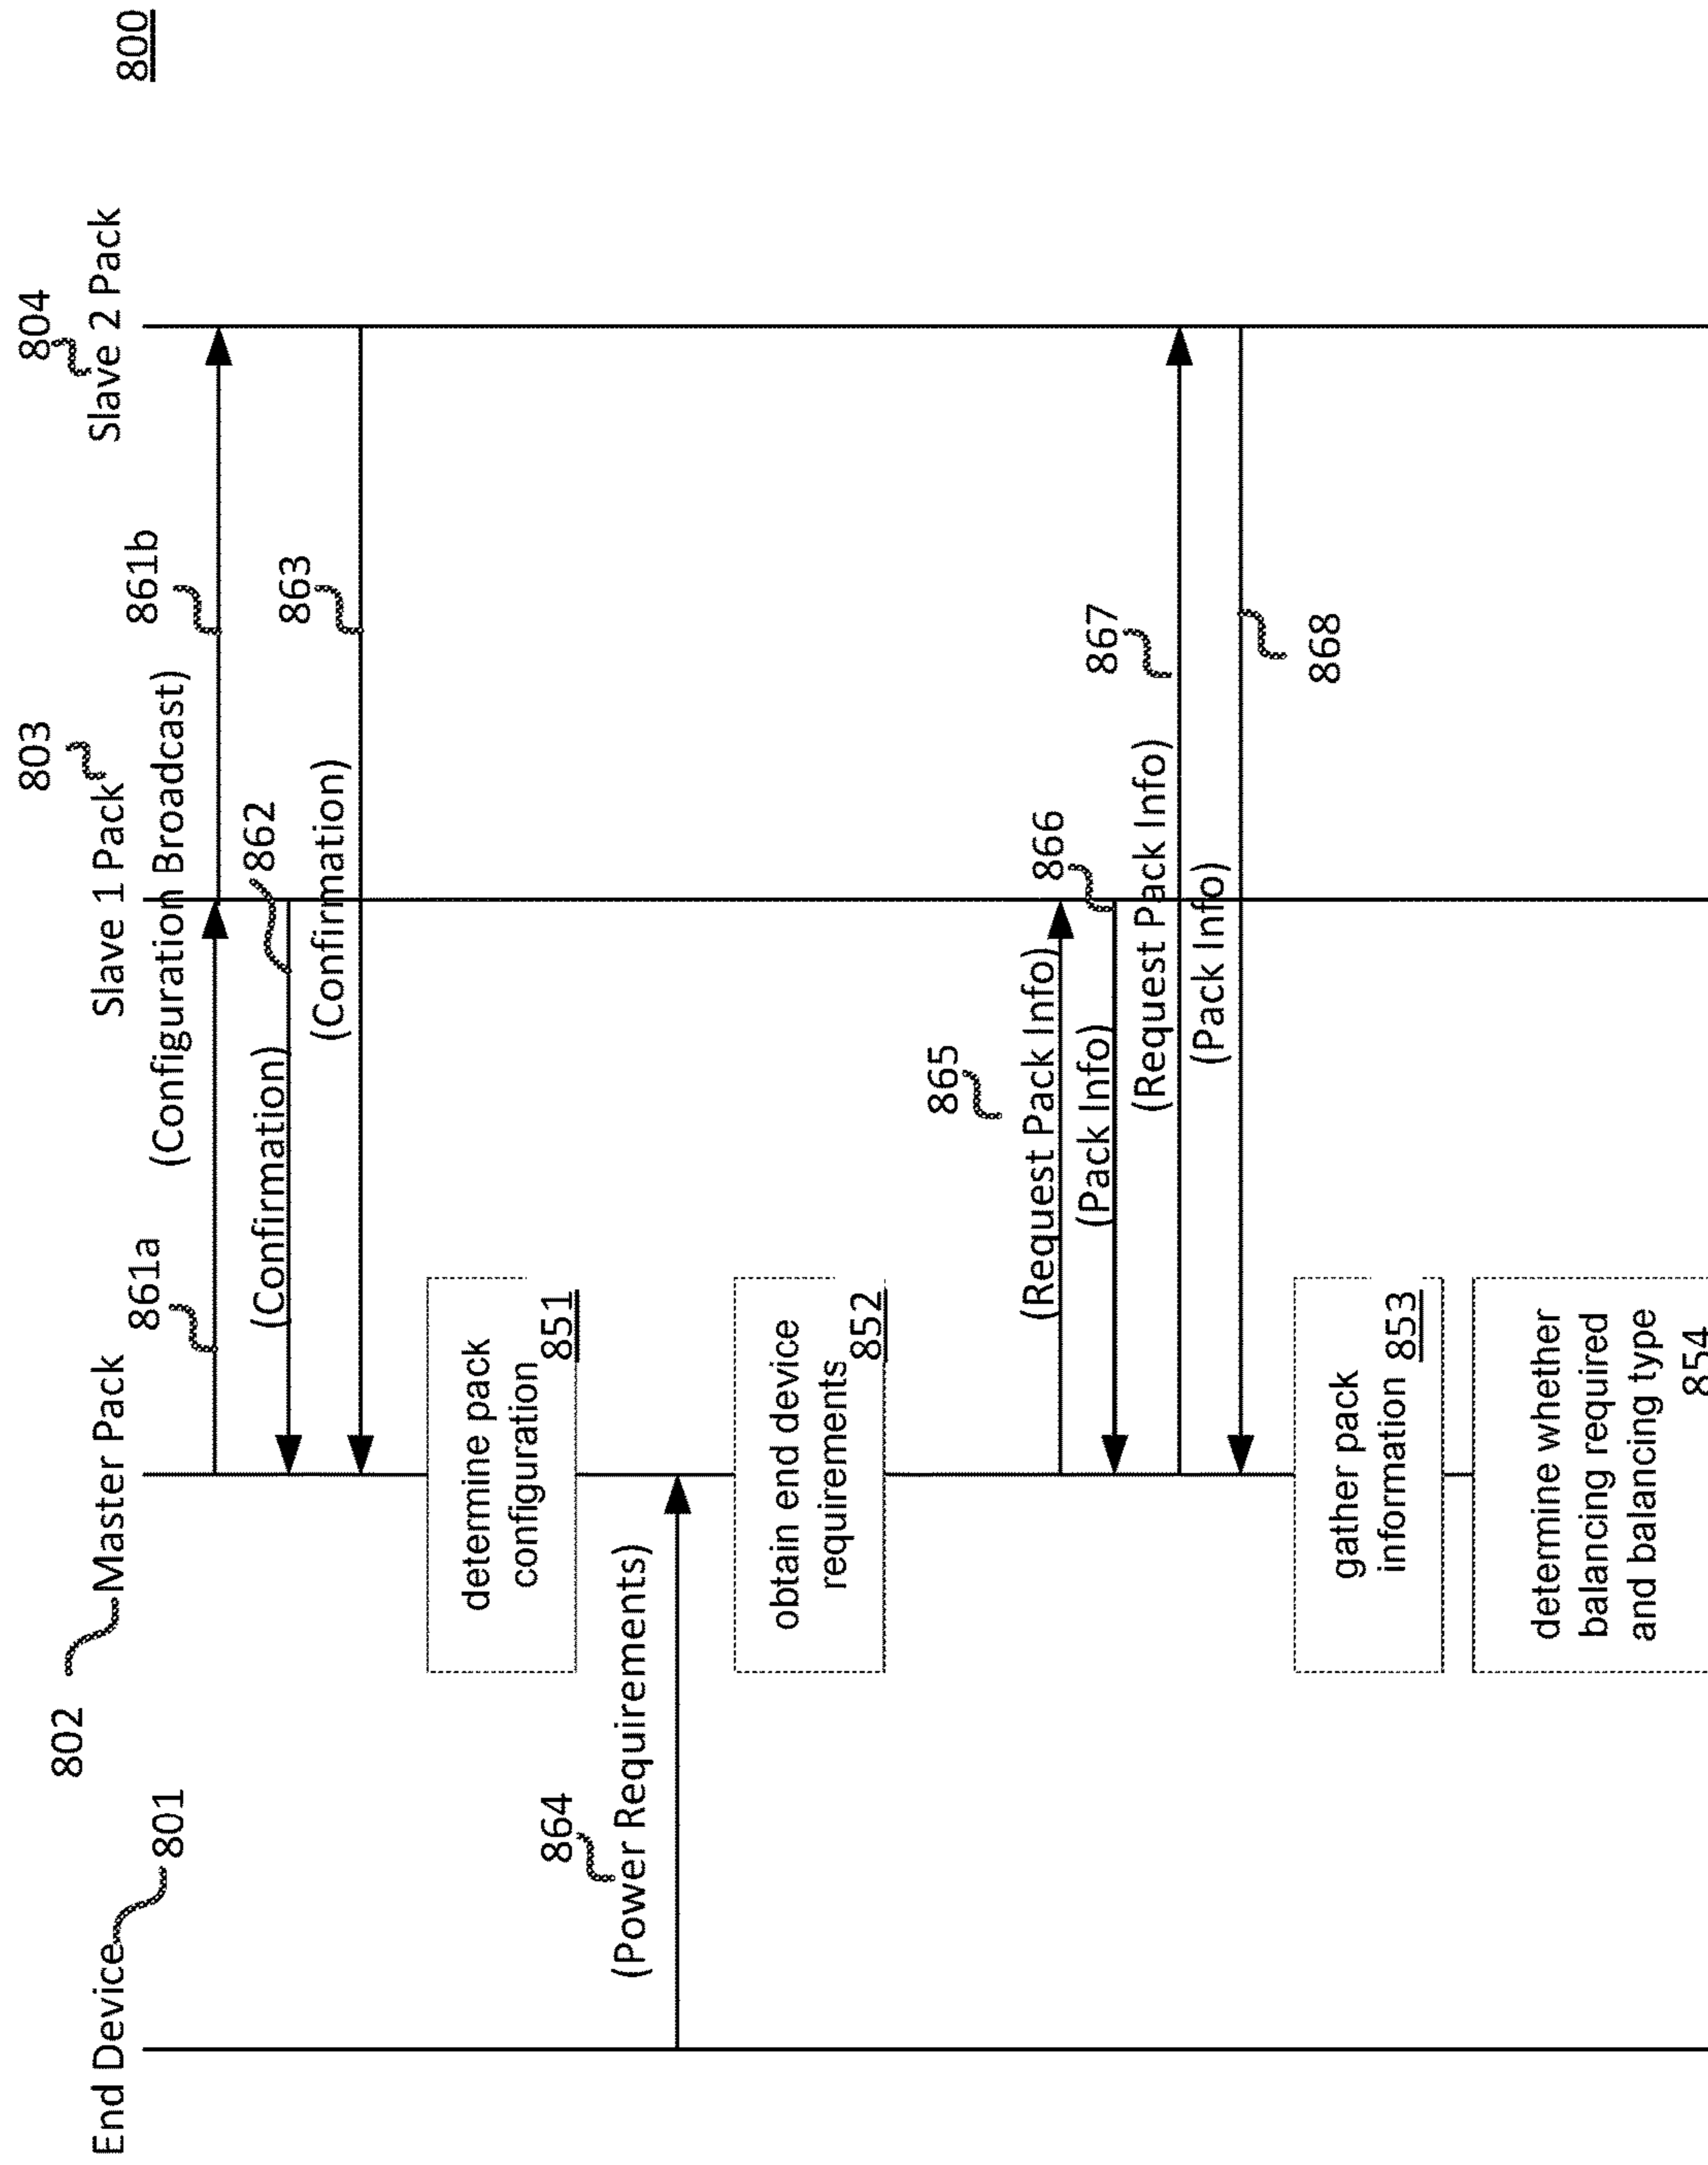 800
End Device
801
802
Master Pack
803
Slave 1 Pack
804
Slave 2 Pack
861a
(Configuration Broadcast)
861b
(Confirmation)
862
(Confirmation)
863
determine pack
configuration
851
864
(Power Requirements)
obtain end device
requirements
852
865
(Request Pack Info)
866
(Pack Info)
867
(Request Pack Info)
(Pack Info)
868
gather pack
information 853
determine whether
balancing required
and balancing type
854